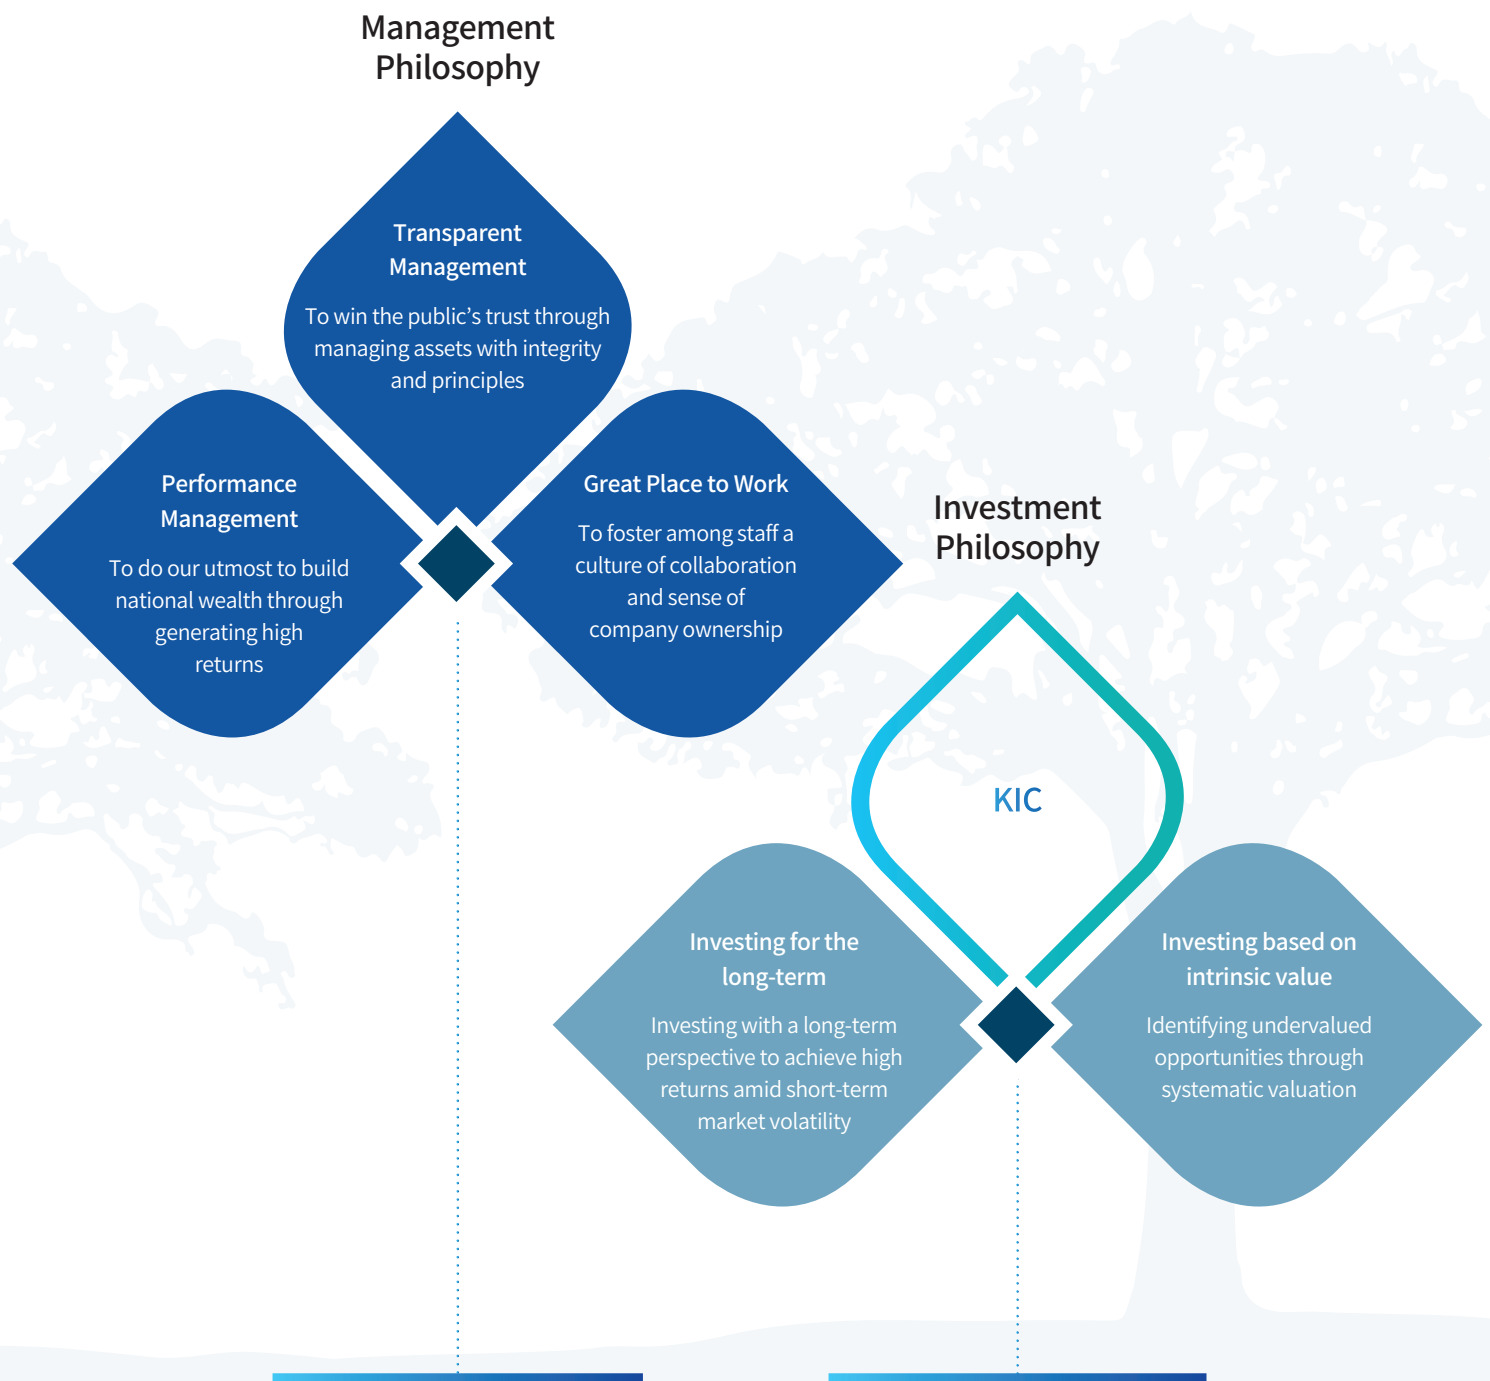 Management
Philosophy
Transparent
Management
To win the public’s trust through
managing assets with integrity
and principles
Performance
Management
To do our utmost to build
national wealth through
generating high
returns
Great Place to Work
To foster among staff a
culture of collaboration
and sense of
company ownership
Investment
Philosophy
KIC
Investing for the
long-term
Investing with a long-term
perspective to achieve high
returns amid short-term
market volatility
Investing based on
intrinsic value
Identifying undervalued
opportunities through
systematic valuation